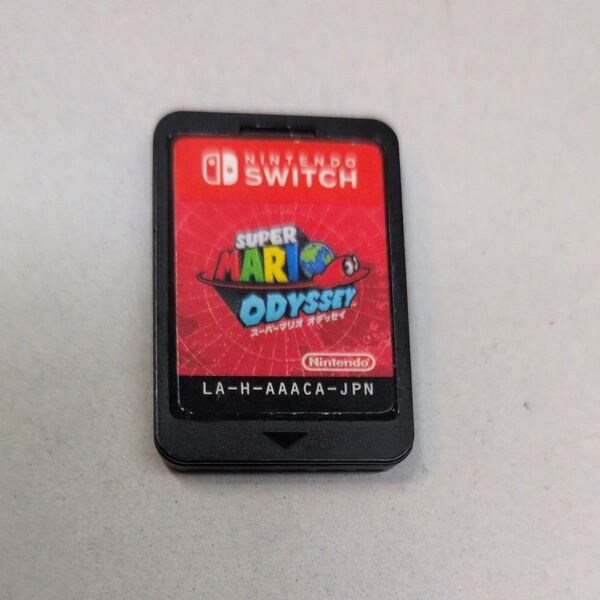 NINTENDO
SWITCH
SUPER
MARIO
ODYSSEY
スーパーマリオ オデッセイ
Nintendo
LA-H-AAACA-JPN